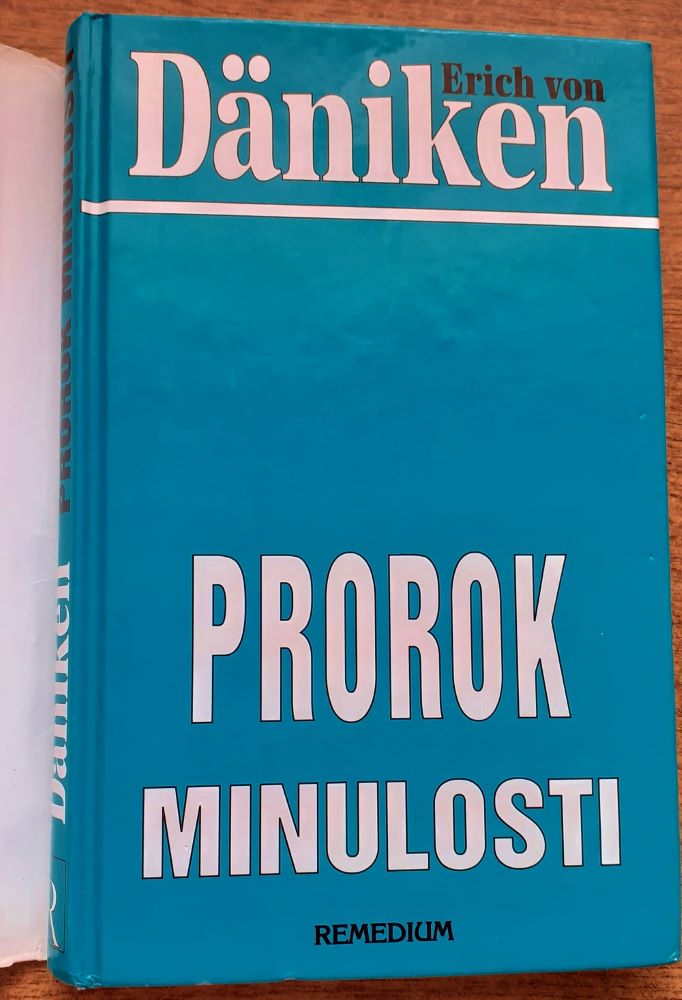 Erich von
Däniken
PROROK
MINULOSTI
REMEDIUM
Däniken PROROK MINULOSTI
R